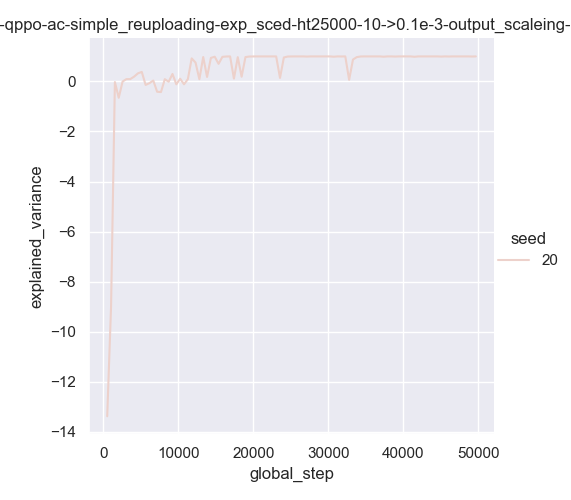 -qppo-ac-simple_reuploading-exp_sced-ht25000-10->0.1e-3-output_scaleing-
0
−2
−4
−6
−8
−10
−12
−14
explained_variance
0 10000 20000 30000 40000 50000
global_step
seed
20